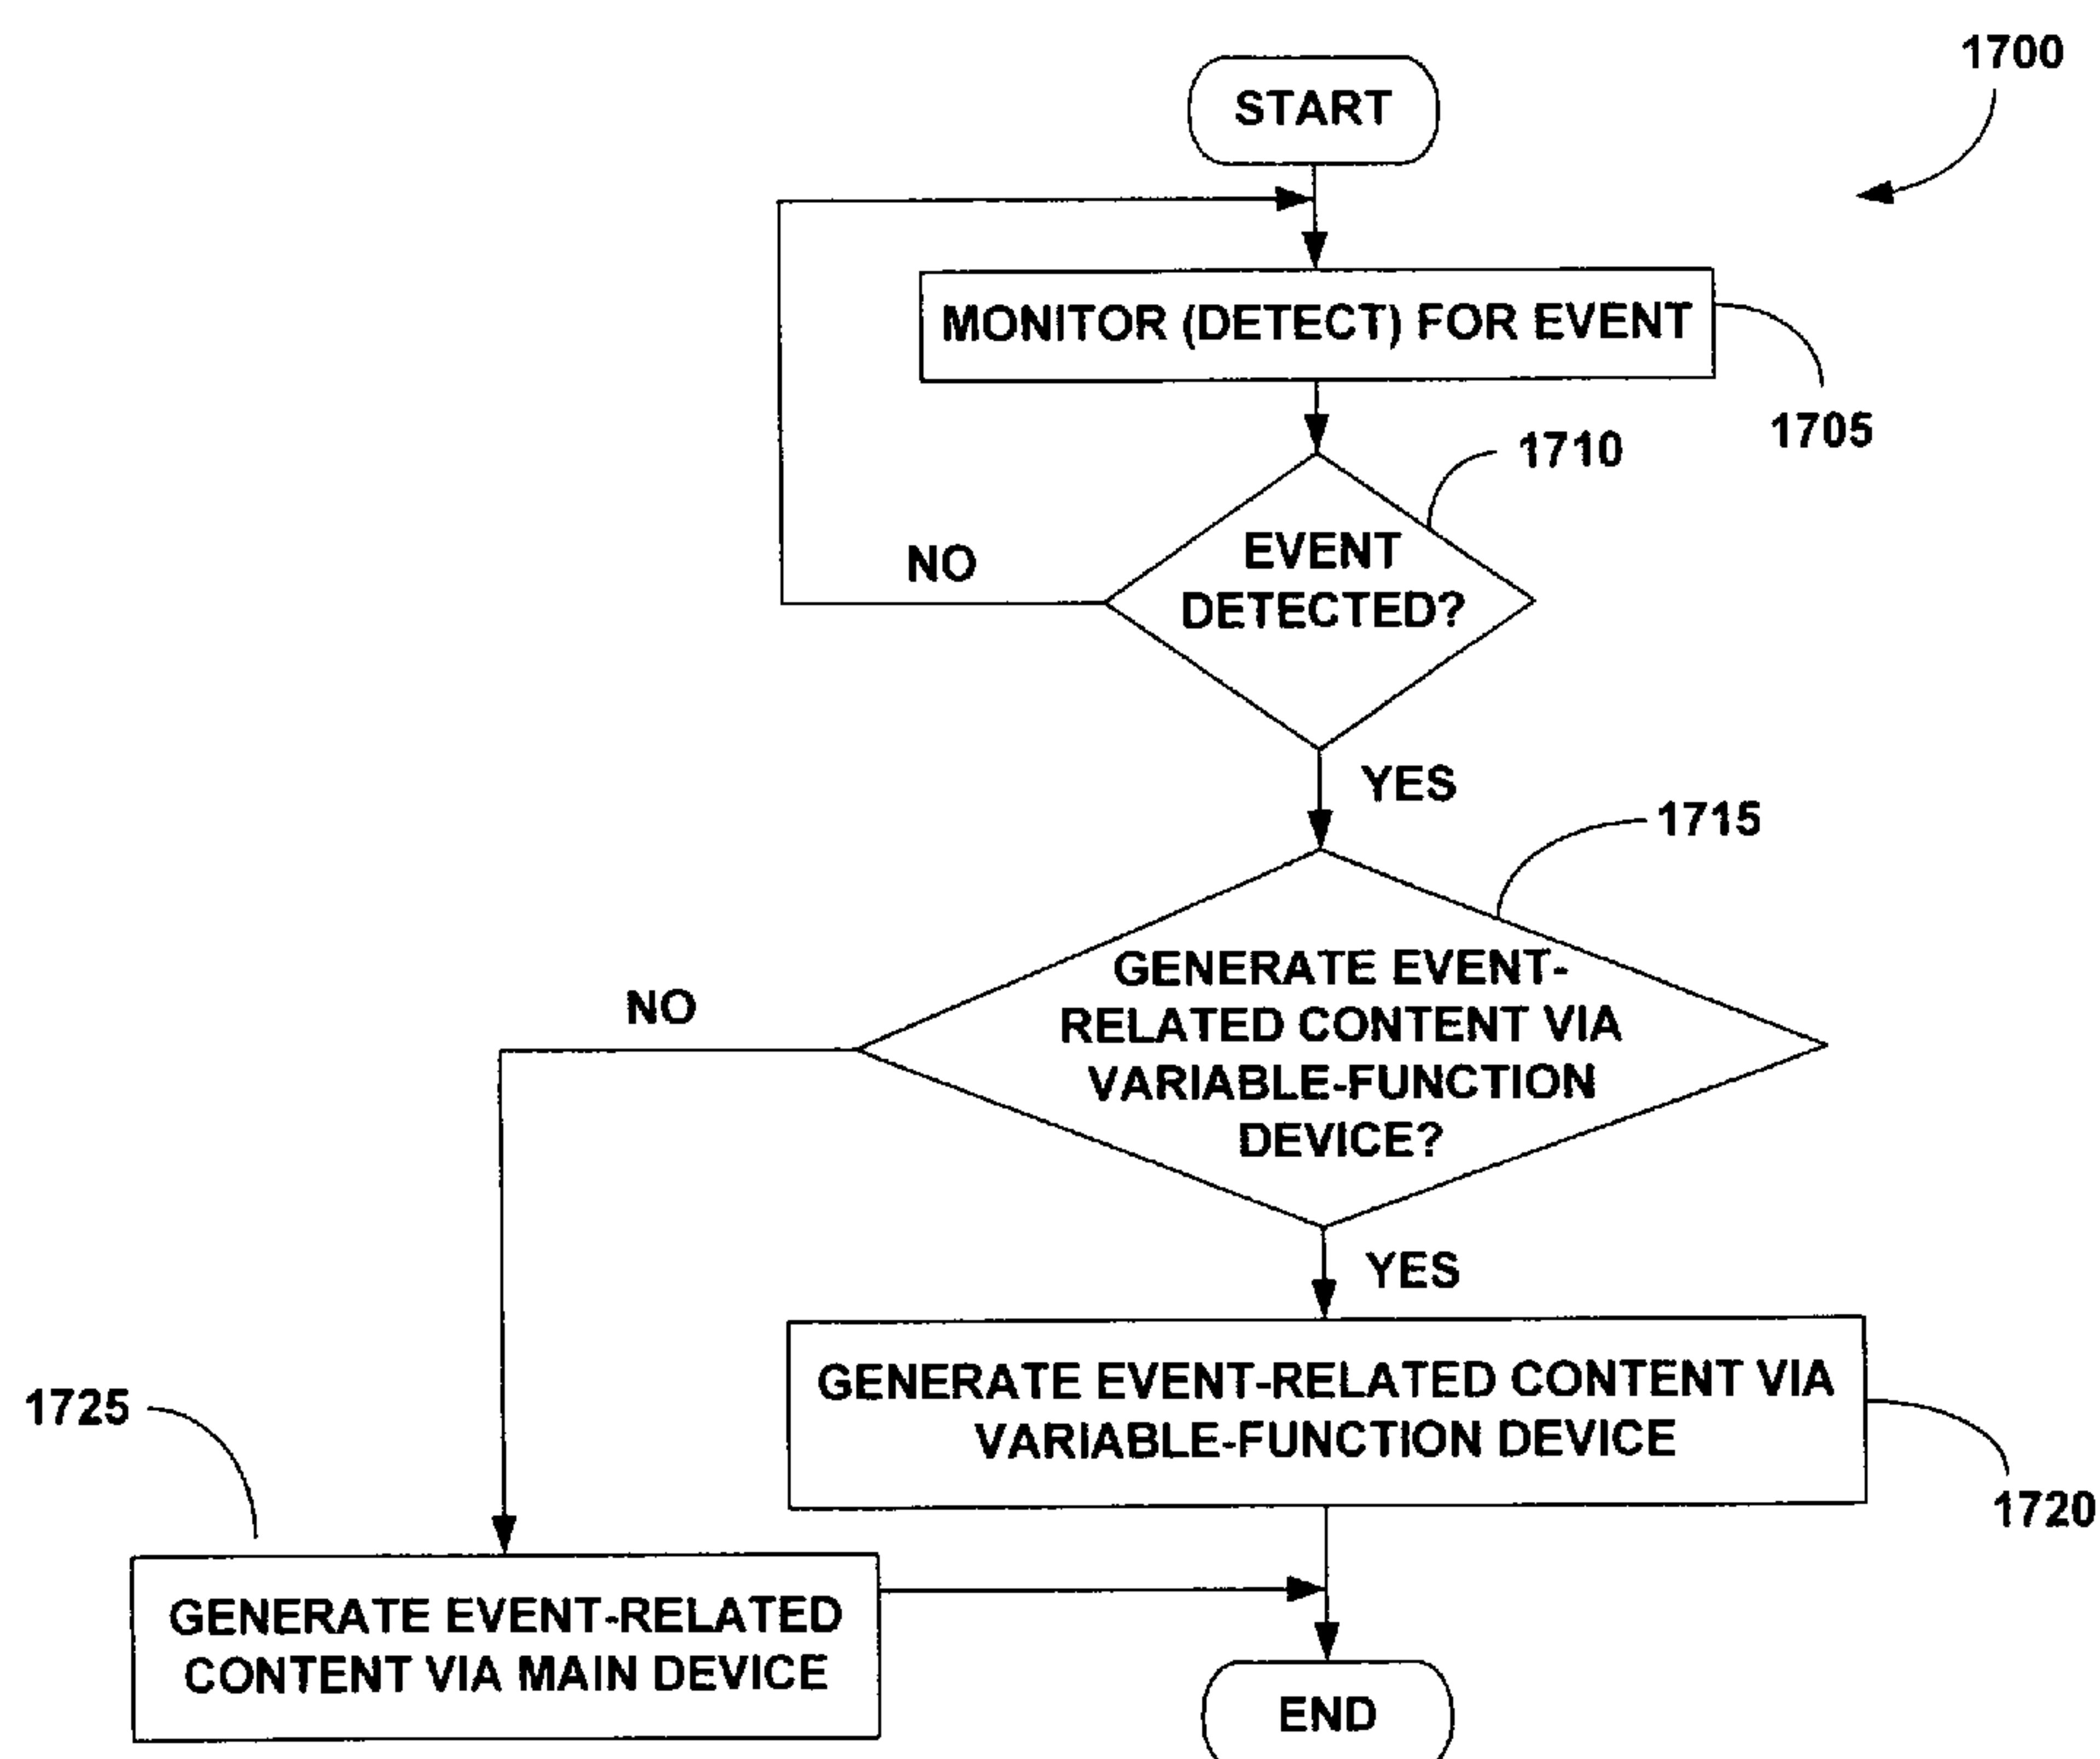 1700
START
MONITOR (DETECT) FOR EVENT
1705
1710
EVENT
DETECTED?
NO
YES
1715
GENERATE EVENT-
RELATED CONTENT VIA
VARIABLE-FUNCTION
DEVICE?
NO
YES
GENERATE EVENT-RELATED CONTENT VIA
VARIABLE-FUNCTION DEVICE
1720
1725
GENERATE EVENT-RELATED
CONTENT VIA MAIN DEVICE
END